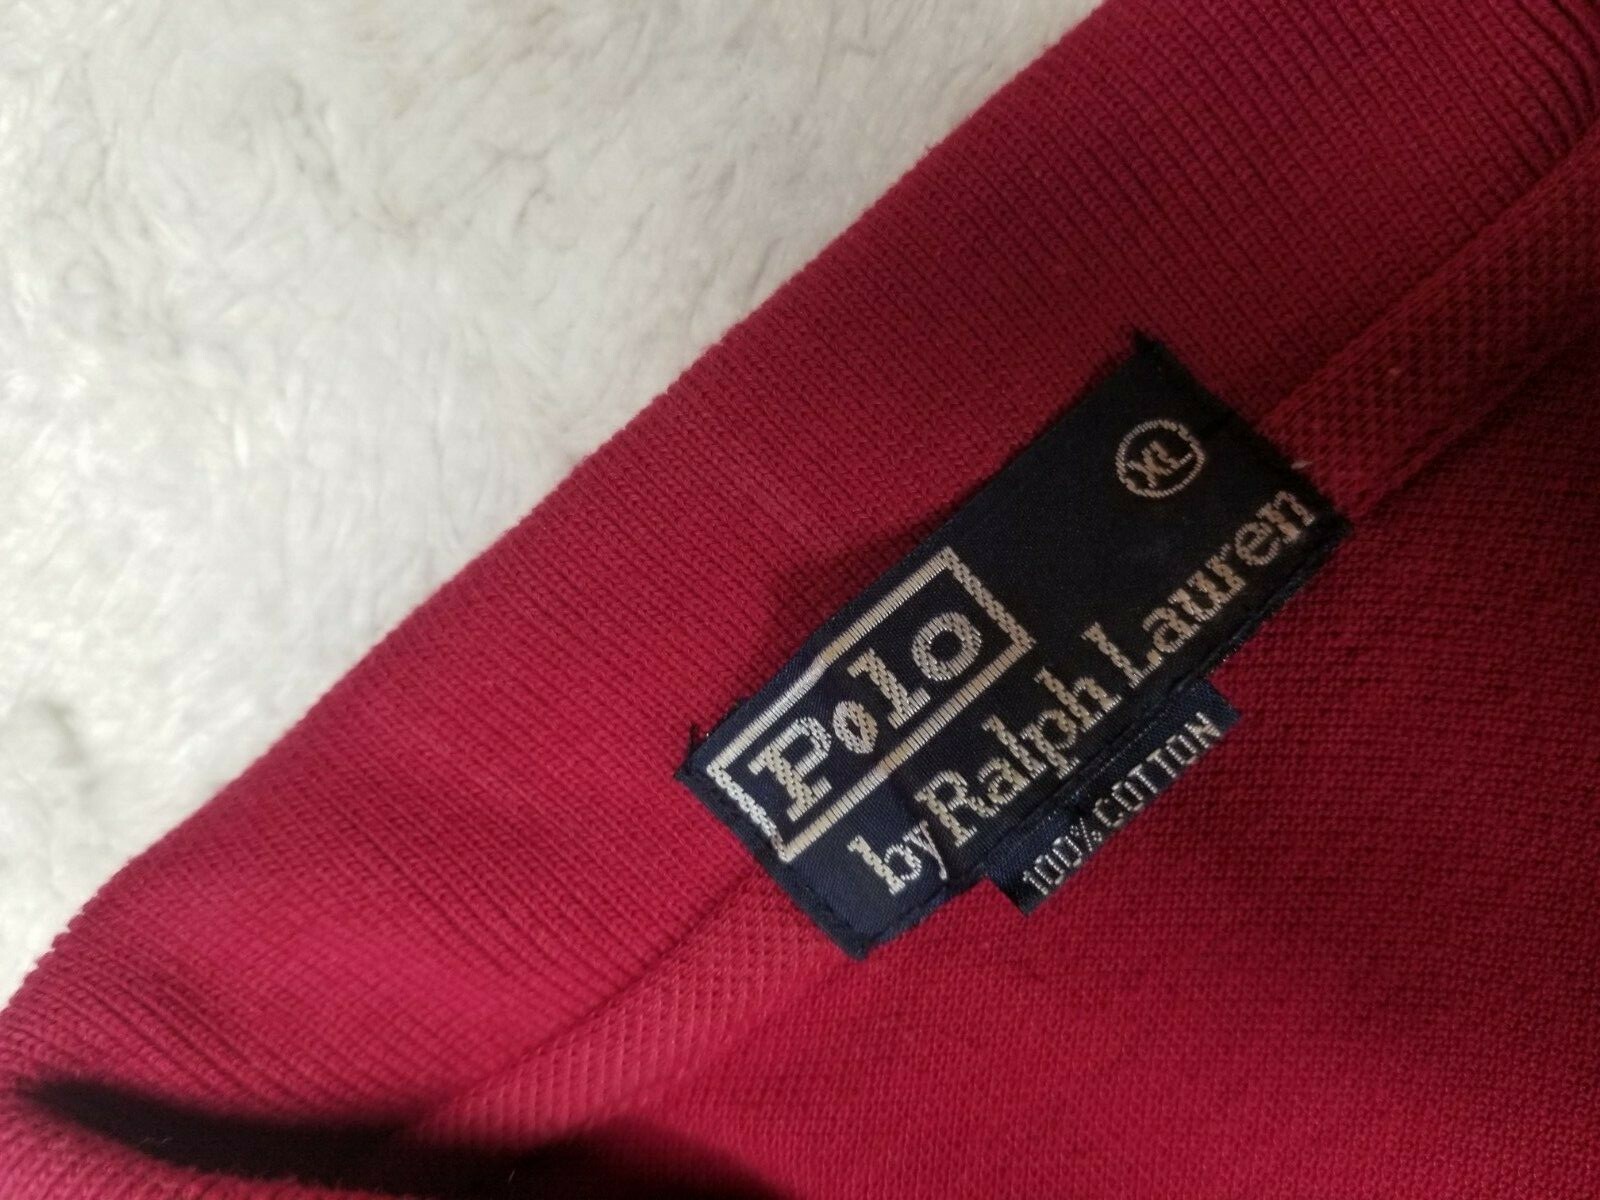 XL
Polo
by Ralph Lauren
100% COTTON